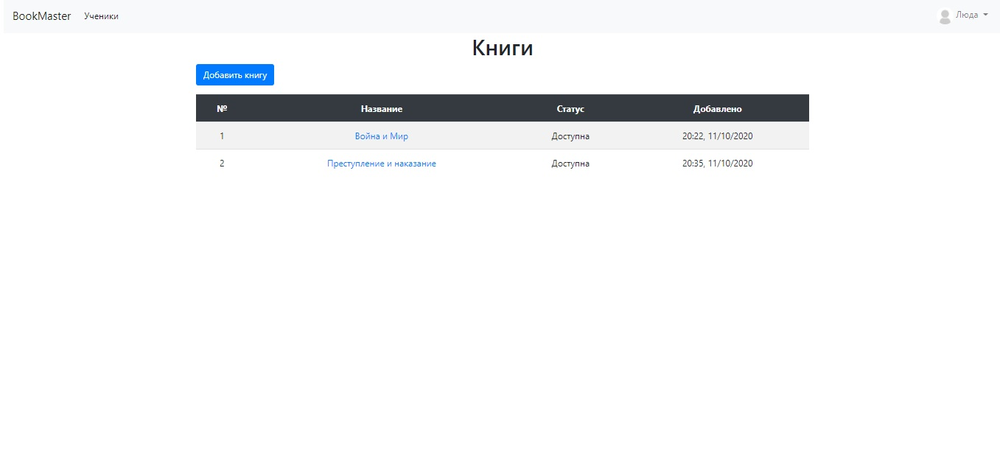 BookMaster Ученики Люда
Книги
Добавить книгу
№ Название Статус Добавлено
1 Война и Мир Доступна 20:22, 11/10/2020
2 Преступление и наказание Доступна 20:35, 11/10/2020